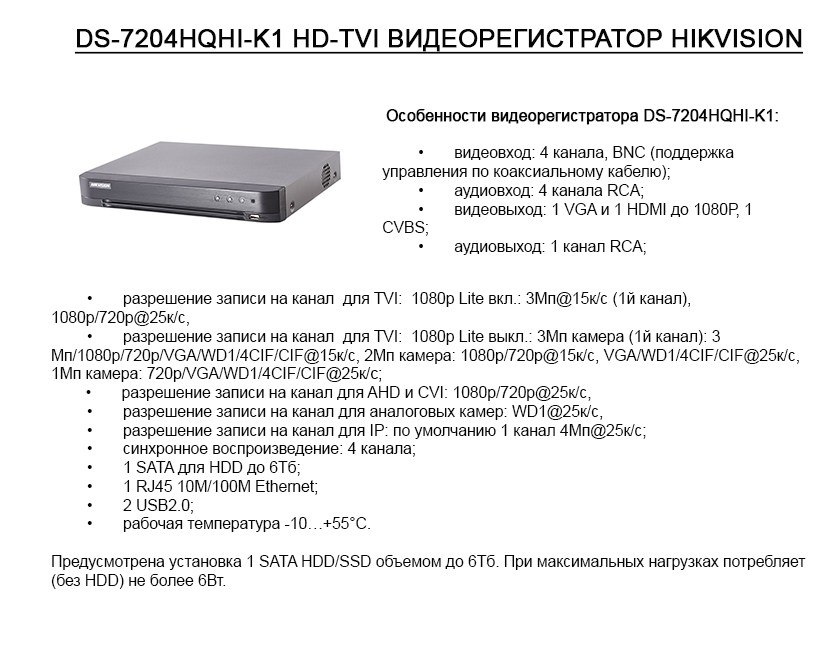 DS-7204HQHI-K1 HD-TVI ВИДЕОРЕГИСТРАТОР HIKVISION
Особенности видеорегистратора DS-7204HQHI-K1:
• видеовход: 4 канала, BNC (поддержка
управления по коаксиальному кабелю);
• аудиовход: 4 канала RCA;
• видеовыход: 1 VGA и 1 HDMI до 1080P, 1
CVBS;
• аудиовыход: 1 канал RCA;
HIKVISION
• разрешение записи на канал для TVI: 1080p Lite вкл.: 3Мп@15к/с (1й канал),
1080p/720p@25к/с,
• разрешение записи на канал для TVI: 1080p Lite выкл.: 3Мп камера (1й канал): 3
Мп/1080p/720p/VGA/WD1/4CIF/CIF@15к/с, 2Мп камера: 1080p/720p@15к/с, VGA/WD1/4CIF/CIF@25к/с,
1Мп камера: 720p/VGA/WD1/4CIF/CIF@25к/с;
• разрешение записи на канал для AHD и CVI: 1080p/720p@25к/с,
• разрешение записи на канал для аналоговых камер: WD1@25к/с,
• разрешение записи на канал для IP: по умолчанию 1 канал 4Мп@25к/с;
• синхронное воспроизведение: 4 канала;
• 1 SATA для HDD до 6Тб;
• 1 RJ45 10M/100M Ethernet;
• 2 USB2.0;
• рабочая температура -10…+55°C.
Предусмотрена установка 1 SATA HDD/SSD объемом до 6Тб. При максимальных нагрузках потребляет
(без HDD) не более 6Вт.